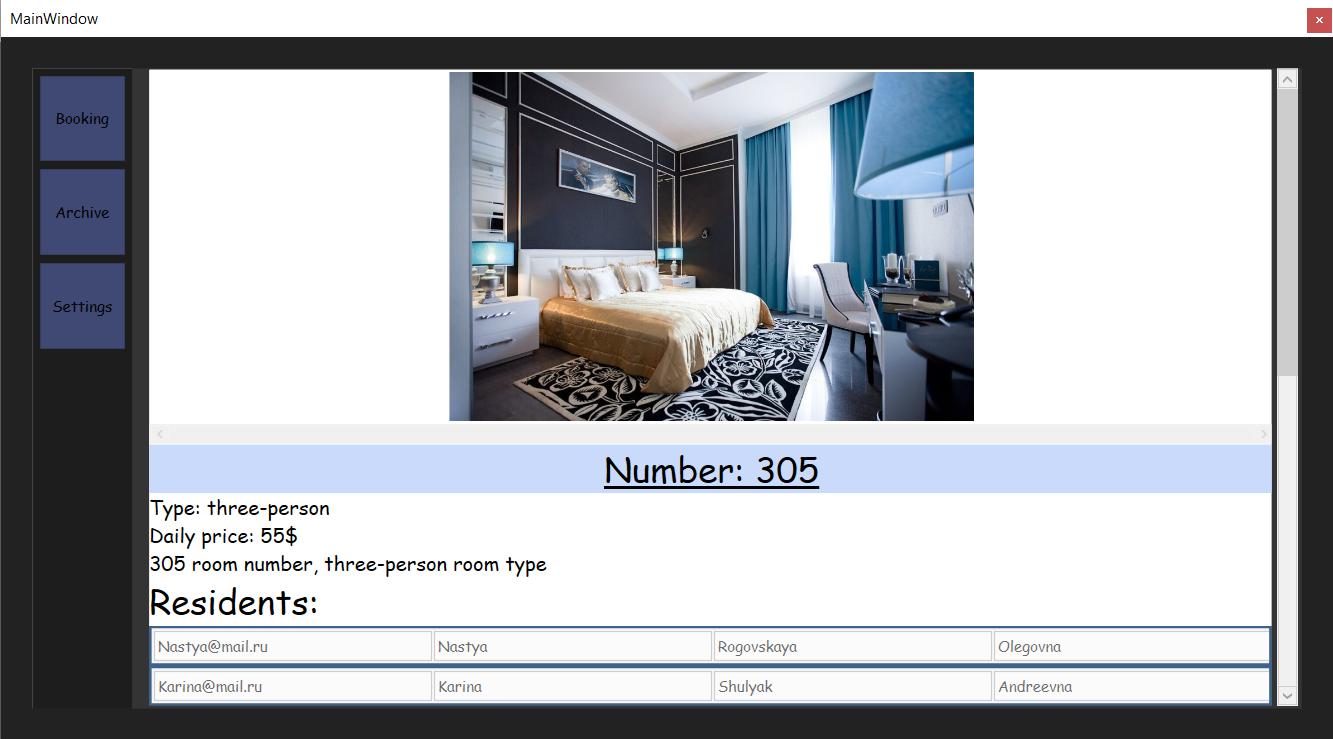 MainWindow
Booking
Archive
Settings
Number: 305
Type: three-person
Daily price: 55$
305 room number, three-person room type
Residents:
Nastya@mail.ru Nastya Rogovskaya Olegovna
Karina@mail.ru Karina Shulyak Andreevna